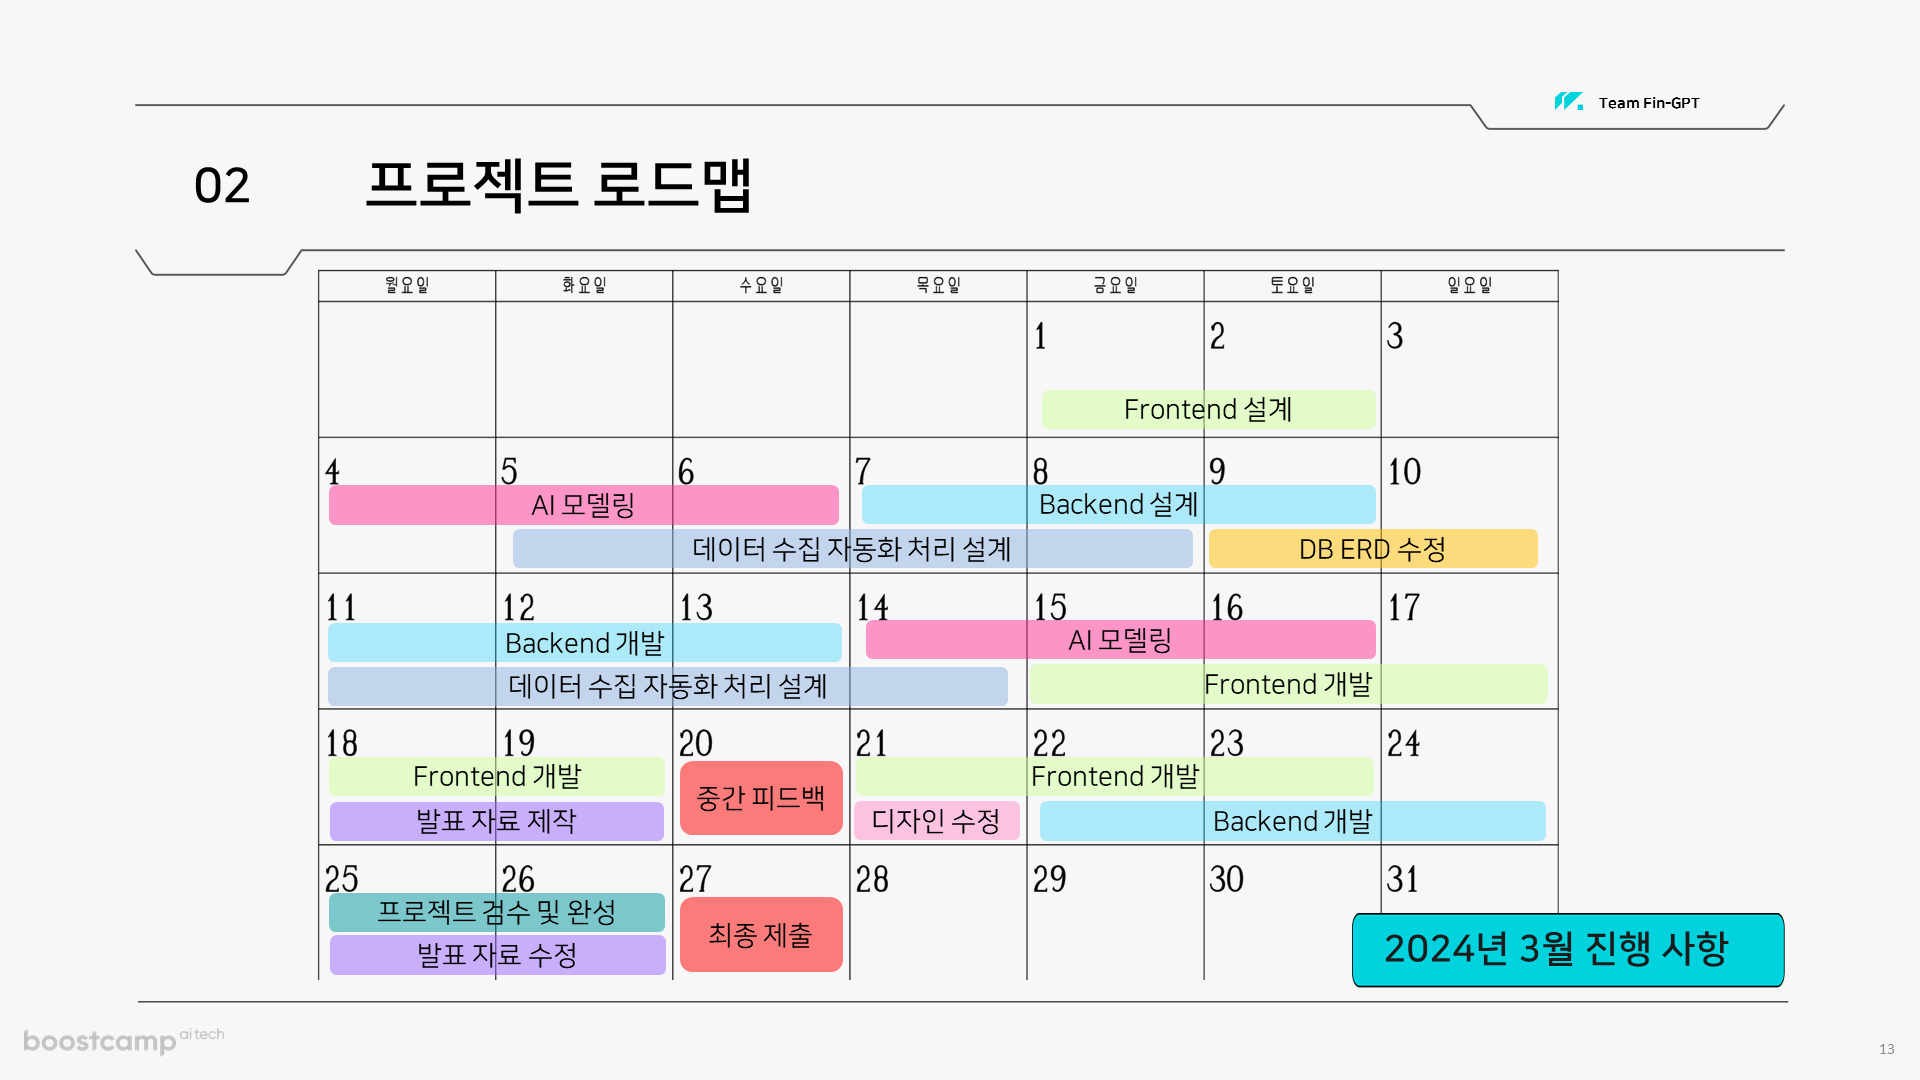 Team Fin-GPT
02
프로젝트 로드맵
월요일 화요일 수요일 목요일 금요일 토요일 일요일
1 2 3
Frontend 설계
4 5 6 7 8 9 10
AI 모델링 Backend 설계
데이터 수집 자동화 처리 설계 DB ERD 수정
11 12 13 14 15 16 17
Backend 개발 AI 모델링
데이터 수집 자동화 처리 설계 Frontend 개발
18 19 20 21 22 23 24
Frontend 개발 중간 피드백 Frontend 개발
발표 자료 제작 디자인 수정 Backend 개발
25 26 27 28 29 30 31
프로젝트 검수 및 완성 최종 제출
발표 자료 수정
2024년 3월 진행 사항
boostcamp ai tech
13